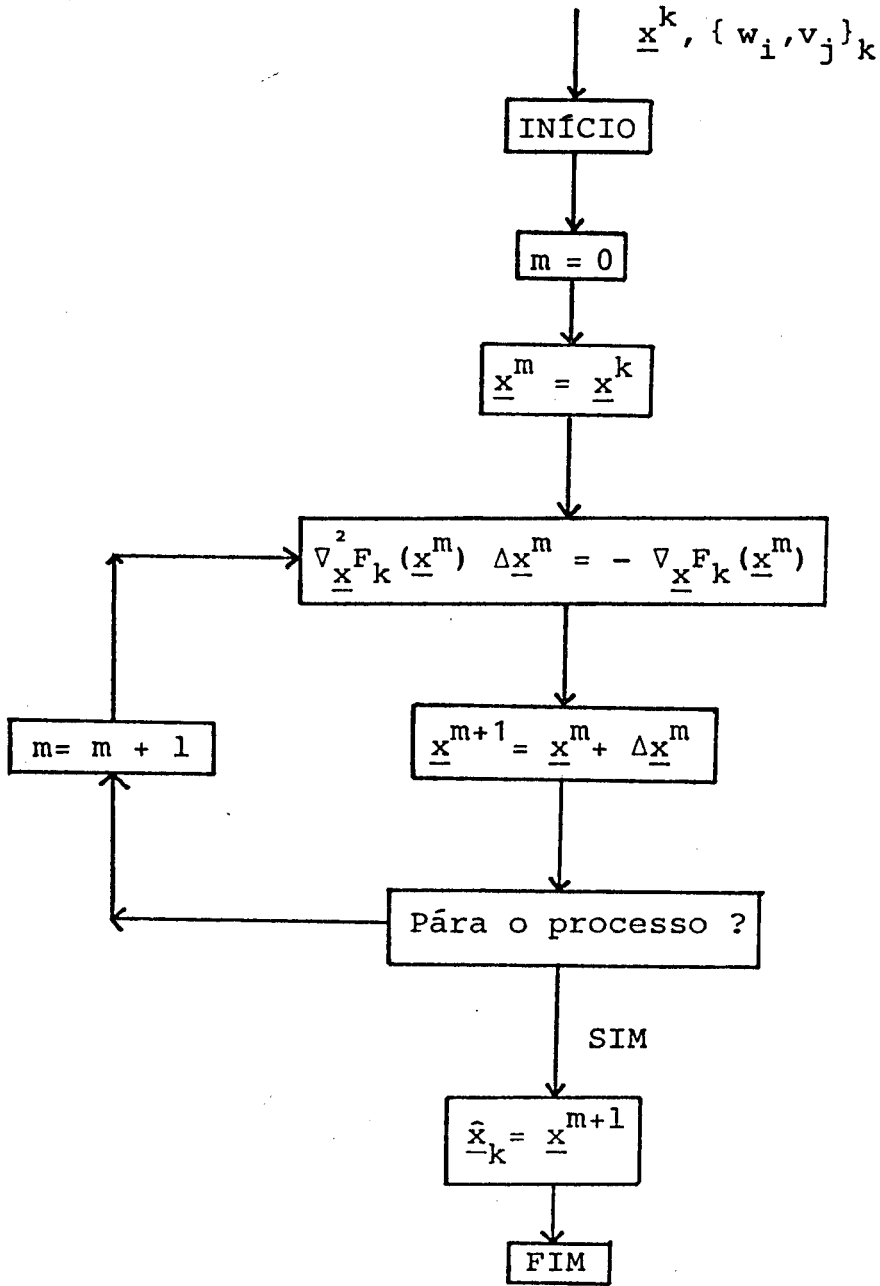 x̲^k, { w_i, v_j}_k
INÍCIO
m = 0
x̲^m = x̲^k
∇²_x̲ F_k (x̲^m) Δx̲^m = - ∇_x̲ F_k (x̲^m)
m= m + 1
x̲^{m+1} = x̲^m + Δx̲^m
Pára o processo ?
SIM
x̲̂_k = x̲^{m+1}
FIM